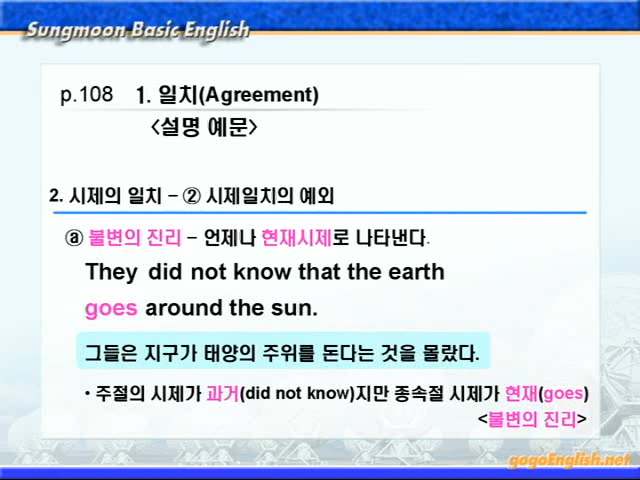 Sungmoon Basic English
p.108 1. 일치(Agreement)
<설명 예문>
2. 시제의 일치 – ② 시제일치의 예외
ⓐ 불변의 진리 – 언제나 현재시제로 나타낸다.
They did not know that the earth
goes around the sun.
그들은 지구가 태양의 주위를 돈다는 것을 몰랐다.
• 주절의 시제가 과거(did not know)지만 종속절 시제가 현재(goes)
<불변의 진리>
gogoEnglish.net